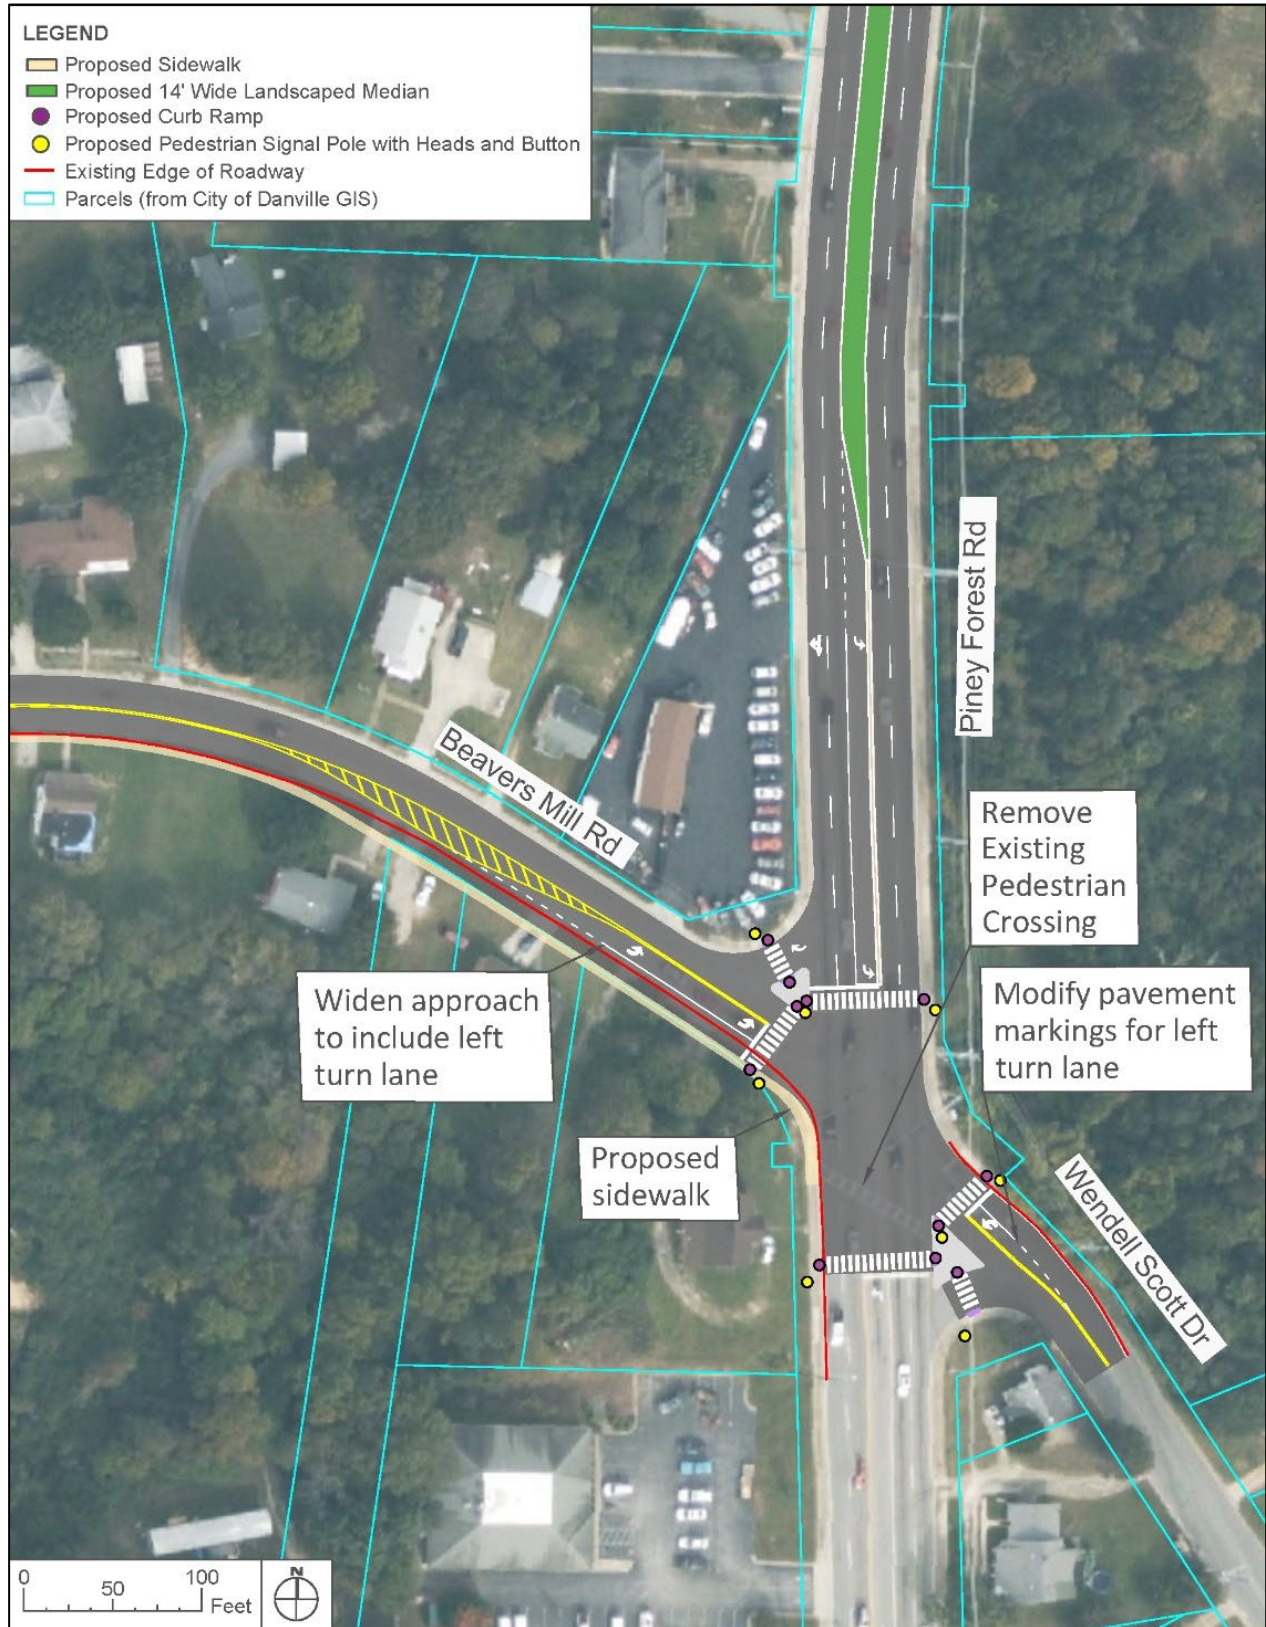 LEGEND
Proposed Sidewalk
Proposed 14' Wide Landscaped Median
Proposed Curb Ramp
Proposed Pedestrian Signal Pole with Heads and Button
Existing Edge of Roadway
Parcels (from City of Danville GIS)
Piney Forest Rd
Beavers Mill Rd
Remove
Existing
Pedestrian
Crossing
Widen approach
to include left
turn lane
Modify pavement
markings for left
turn lane
Proposed
sidewalk
Wendell Scott Dr
0 50 100
Feet
N